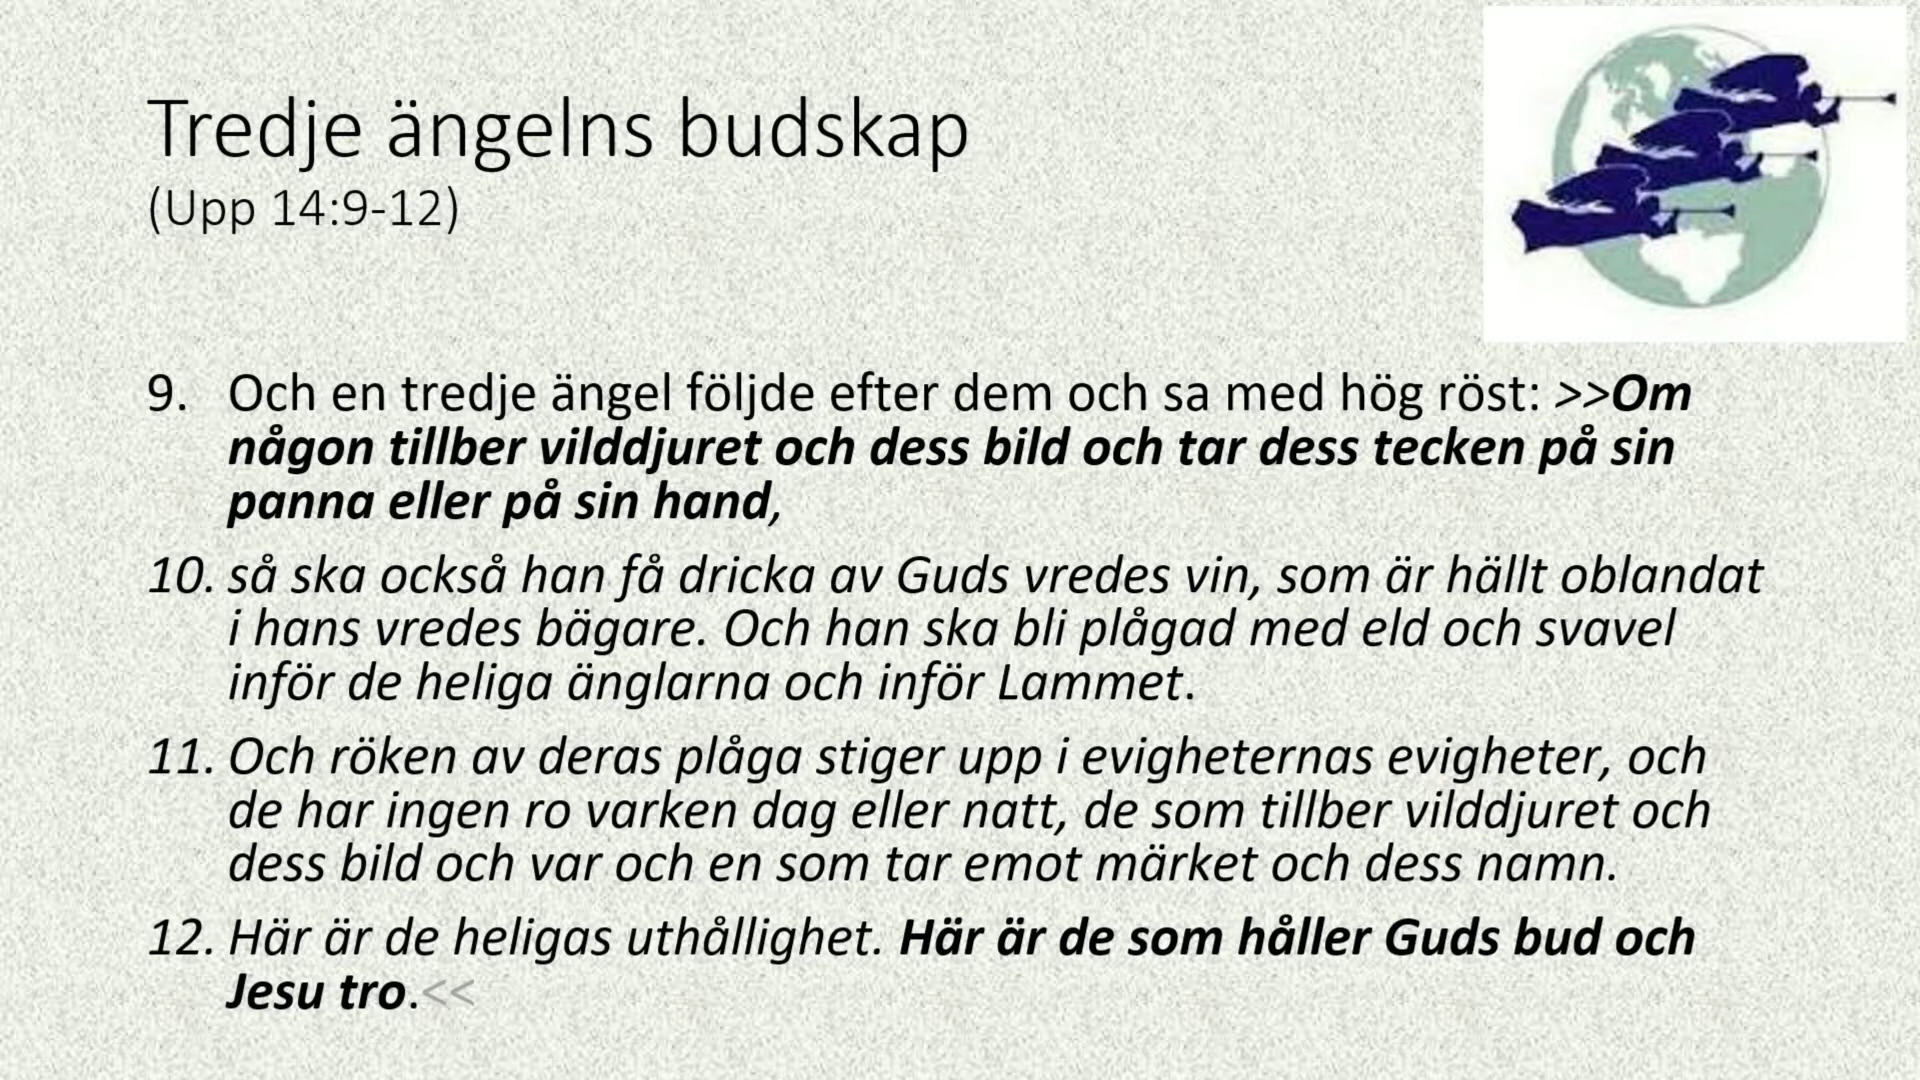 Tredje ängelns budskap
(Upp 14:9-12)
9. Och en tredje ängel följde efter dem och sa med hög röst: >>Om
någon tillber vilddjuret och dess bild och tar dess tecken på sin
panna eller på sin hand,
10. så ska också han få dricka av Guds vredes vin, som är hällt oblandat
i hans vredes bägare. Och han ska bli plågad med eld och svavel
inför de heliga änglarna och inför Lammet.
11. Och röken av deras plåga stiger upp i evigheternas evigheter, och
de har ingen ro varken dag eller natt, de som tillber vilddjuret och
dess bild och var och en som tar emot märket och dess namn.
12. Här är de heligas uthållighet. Här är de som håller Guds bud och
Jesu tro.<<